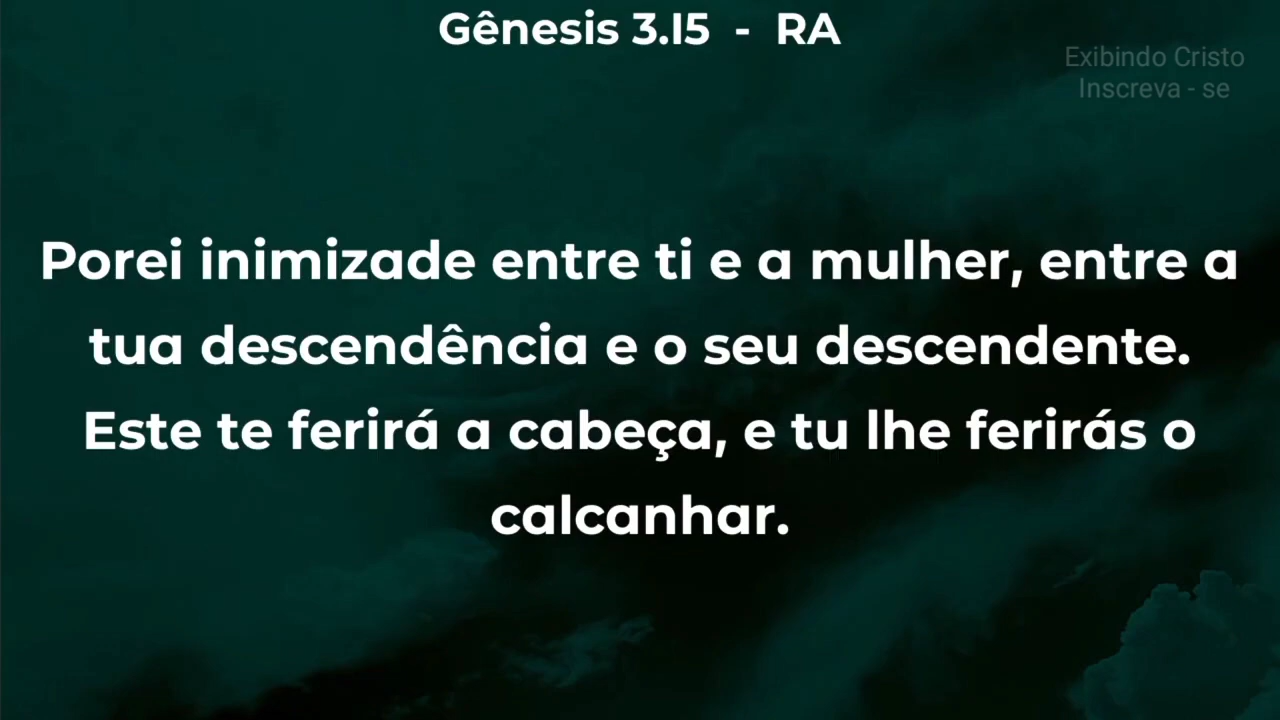 Gênesis 3.I5 - RA
Exibindo Cristo
Inscreva - se
Porei inimizade entre ti e a mulher, entre a
tua descendência e o seu descendente.
Este te ferirá a cabeça, e tu lhe ferirás o
calcanhar.